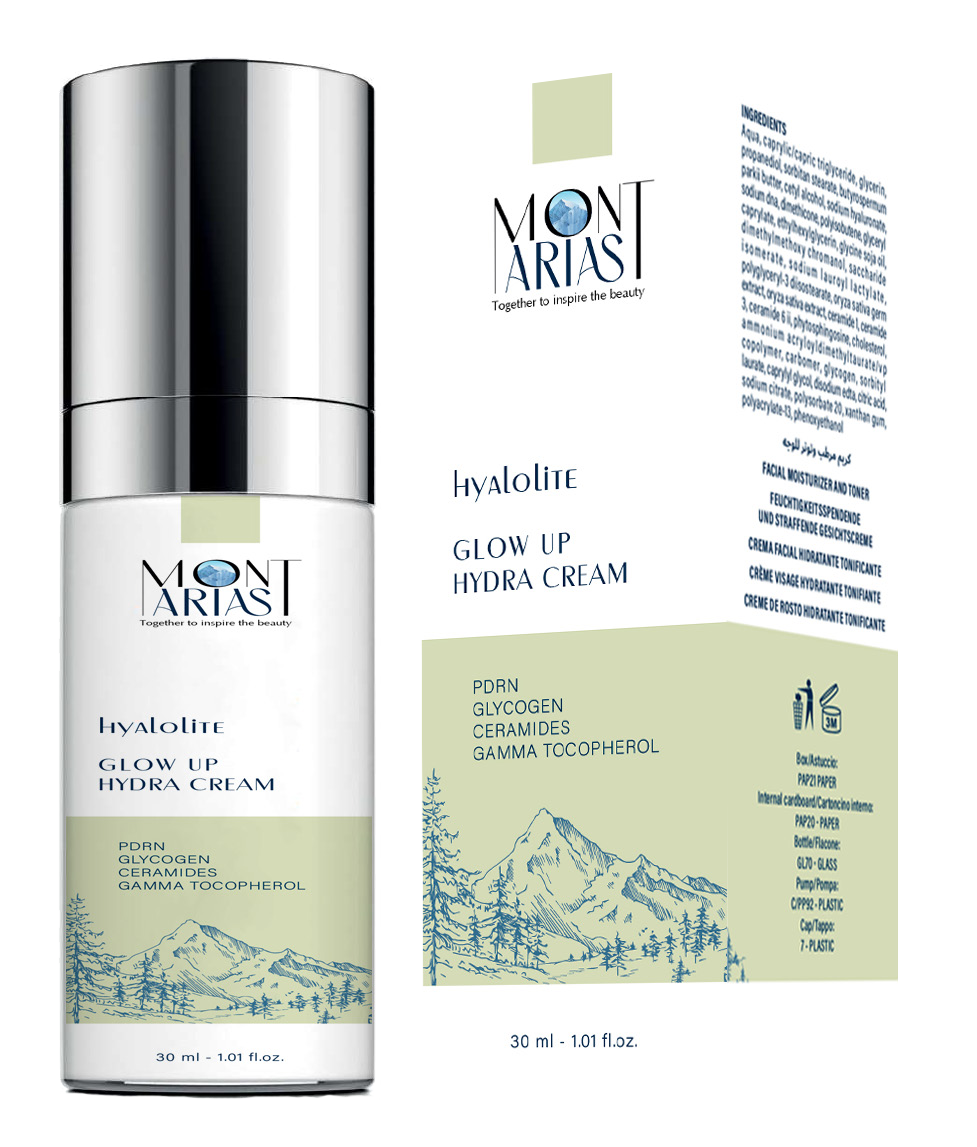 MONT
ARIAS
Together to inspire the beauty
hyalolite
GLOW UP
HYDRA CREAM
PDRN
GLYCOGEN
CERAMIDES
GAMMA TOCOPHEROL
30 ml - 1.01 fl.oz.
MONT
ARIAS
Together to inspire the beauty
hyalolite
GLOW UP
HYDRA CREAM
PDRN
GLYCOGEN
CERAMIDES
GAMMA TOCOPHEROL
30 ml - 1.01 fl.oz.
INGREDIENTS
Aqua, caprylic/capric triglyceride, glycerin,
propanediol, sorbitan stearate, butyrospermum
parkii butter, cetyl alcohol, sodium hyaluronate,
sodium dna, dimethicone, polyisobutene, glyceryl
caprylate, ethylhexylglycerin, glycine soja oil,
dimethylmethoxy chromanol, saccharide
isomerate, sodium lauroyl lactylate,
polyglyceryl-3 diisostearate, oryza sativa germ
extract, oryza sativa extract, ceramide 1, ceramide
3, ceramide 6 ii, phytosphingosine, cholesterol,
ammonium acryloyldimethyltaurate/vp
copolymer, carbomer, glycogen, sorbityl
laurate, caprylyl glycol, disodium edta, citric acid,
sodium citrate, polysorbate 20, xanthan gum,
polyacrylate-13, phenoxyethanol
كريم مرطب وتونر للوجه
FACIAL MOISTURIZER AND TONER
FEUCHTIGKEITSSPENDENDE
UND STRAFFENDE GESICHTSCREME
CREMA FACIAL HIDRATANTE TONIFICANTE
CRÈME VISAGE HYDRATANTE TONIFIANTE
CREME DE ROSTO HIDRATANTE TONIFICANTE
3M
Box/Astuccio:
PAP21 PAPER
Internal cardboard/Cartoncino interno:
PAP20 - PAPER
Bottle/Flacone:
GL70 - GLASS
Pump/Pompa:
C/PP92 - PLASTIC
Cap/Tappo:
7 - PLASTIC